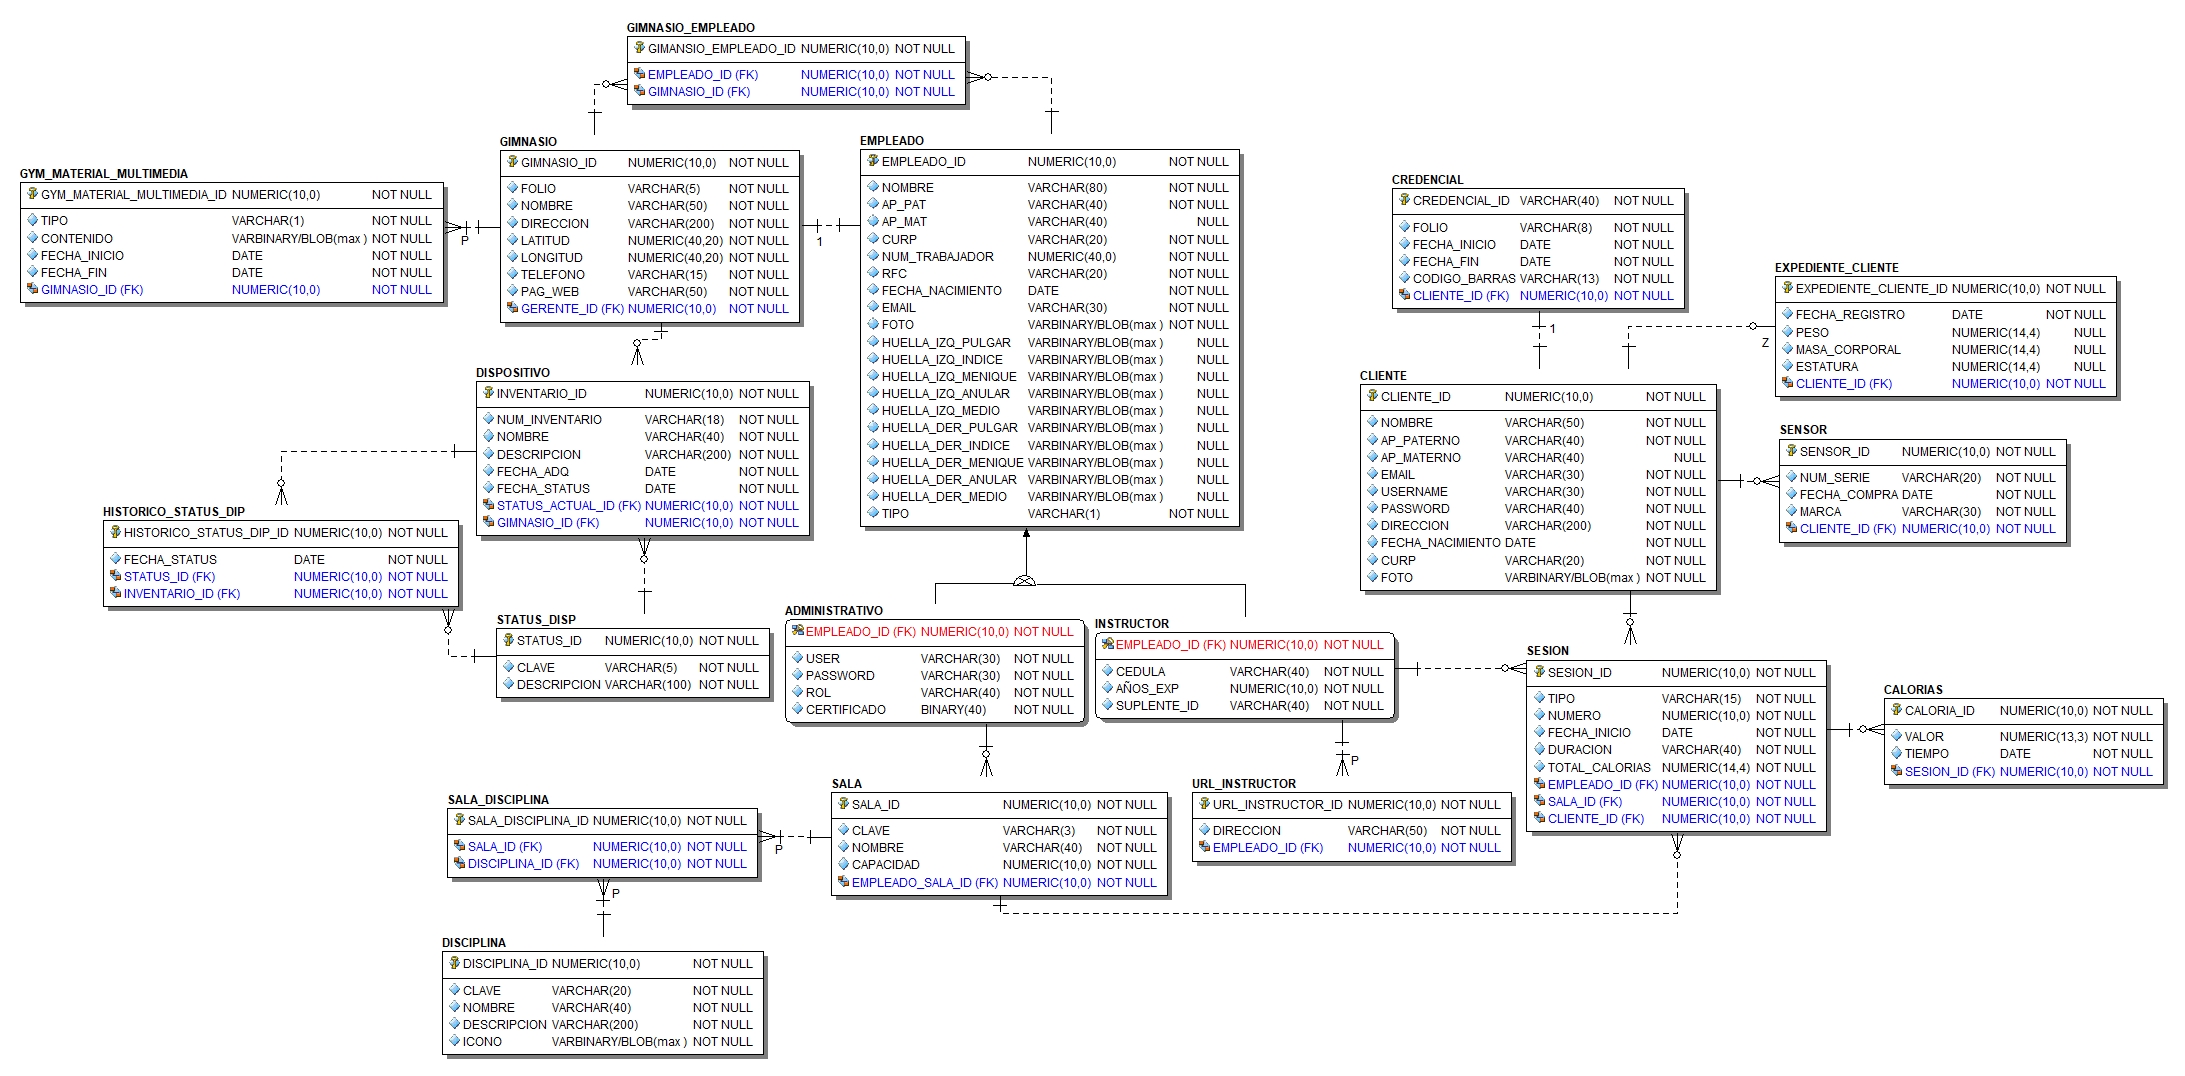 GIMNASIO_EMPLEADO
GIMANSIO_EMPLEADO_ID NUMERIC(10,0) NOT NULL
EMPLEADO_ID (FK) NUMERIC(10,0) NOT NULL
GIMNASIO_ID (FK) NUMERIC(10,0) NOT NULL
GYM_MATERIAL_MULTIMEDIA
GYM_MATERIAL_MULTIMEDIA_ID NUMERIC(10,0) NOT NULL
TIPO VARCHAR(1) NOT NULL
CONTENIDO VARBINARY/BLOB(max ) NOT NULL
FECHA_INICIO DATE NOT NULL
FECHA_FIN DATE NOT NULL
GIMNASIO_ID (FK) NUMERIC(10,0) NOT NULL
P
GIMNASIO
GIMNASIO_ID NUMERIC(10,0) NOT NULL
FOLIO VARCHAR(5) NOT NULL
NOMBRE VARCHAR(50) NOT NULL
DIRECCION VARCHAR(200) NOT NULL
LATITUD NUMERIC(40,20) NOT NULL
LONGITUD NUMERIC(40,20) NOT NULL
TELEFONO VARCHAR(15) NOT NULL
PAG_WEB VARCHAR(50) NOT NULL
GERENTE_ID (FK) NUMERIC(10,0) NOT NULL
1
EMPLEADO
EMPLEADO_ID NUMERIC(10,0) NOT NULL
NOMBRE VARCHAR(80) NOT NULL
AP_PAT VARCHAR(40) NOT NULL
AP_MAT VARCHAR(40) NULL
CURP VARCHAR(20) NOT NULL
NUM_TRABAJADOR NUMERIC(40,0) NOT NULL
RFC VARCHAR(20) NOT NULL
FECHA_NACIMIENTO DATE NOT NULL
EMAIL VARCHAR(30) NOT NULL
FOTO VARBINARY/BLOB(max ) NOT NULL
HUELLA_IZQ_PULGAR VARBINARY/BLOB(max ) NULL
HUELLA_IZQ_INDICE VARBINARY/BLOB(max ) NULL
HUELLA_IZQ_MENIQUE VARBINARY/BLOB(max ) NULL
HUELLA_IZQ_ANULAR VARBINARY/BLOB(max ) NULL
HUELLA_IZQ_MEDIO VARBINARY/BLOB(max ) NULL
HUELLA_DER_PULGAR VARBINARY/BLOB(max ) NULL
HUELLA_DER_INDICE VARBINARY/BLOB(max ) NULL
HUELLA_DER_MENIQUE VARBINARY/BLOB(max ) NULL
HUELLA_DER_ANULAR VARBINARY/BLOB(max ) NULL
HUELLA_DER_MEDIO VARBINARY/BLOB(max ) NULL
TIPO VARCHAR(1) NOT NULL
CREDENCIAL
CREDENCIAL_ID VARCHAR(40) NOT NULL
FOLIO VARCHAR(8) NOT NULL
FECHA_INICIO DATE NOT NULL
FECHA_FIN DATE NOT NULL
CODIGO_BARRAS VARCHAR(13) NOT NULL
CLIENTE_ID (FK) NUMERIC(10,0) NOT NULL
1
EXPEDIENTE_CLIENTE
EXPEDIENTE_CLIENTE_ID NUMERIC(10,0) NOT NULL
FECHA_REGISTRO DATE NOT NULL
PESO NUMERIC(14,4) NULL
MASA_CORPORAL NUMERIC(14,4) NULL
ESTATURA NUMERIC(14,4) NULL
CLIENTE_ID (FK) NUMERIC(10,0) NOT NULL
Z
DISPOSITIVO
INVENTARIO_ID NUMERIC(10,0) NOT NULL
NUM_INVENTARIO VARCHAR(18) NOT NULL
NOMBRE VARCHAR(40) NOT NULL
DESCRIPCION VARCHAR(200) NOT NULL
FECHA_ADQ DATE NOT NULL
FECHA_STATUS DATE NOT NULL
STATUS_ACTUAL_ID (FK) NUMERIC(10,0) NOT NULL
GIMNASIO_ID (FK) NUMERIC(10,0) NOT NULL
CLIENTE
CLIENTE_ID NUMERIC(10,0) NOT NULL
NOMBRE VARCHAR(50) NOT NULL
AP_PATERNO VARCHAR(40) NOT NULL
AP_MATERNO VARCHAR(40) NULL
EMAIL VARCHAR(30) NOT NULL
USERNAME VARCHAR(30) NOT NULL
PASSWORD VARCHAR(40) NOT NULL
DIRECCION VARCHAR(200) NOT NULL
FECHA_NACIMIENTO DATE NOT NULL
CURP VARCHAR(20) NOT NULL
FOTO VARBINARY/BLOB(max ) NOT NULL
SENSOR
SENSOR_ID NUMERIC(10,0) NOT NULL
NUM_SERIE VARCHAR(20) NOT NULL
FECHA_COMPRA DATE NOT NULL
MARCA VARCHAR(30) NOT NULL
CLIENTE_ID (FK) NUMERIC(10,0) NOT NULL
HISTORICO_STATUS_DIP
HISTORICO_STATUS_DIP_ID NUMERIC(10,0) NOT NULL
FECHA_STATUS DATE NOT NULL
STATUS_ID (FK) NUMERIC(10,0) NOT NULL
INVENTARIO_ID (FK) NUMERIC(10,0) NOT NULL
STATUS_DISP
STATUS_ID NUMERIC(10,0) NOT NULL
CLAVE VARCHAR(5) NOT NULL
DESCRIPCION VARCHAR(100) NOT NULL
ADMINISTRATIVO
EMPLEADO_ID (FK) NUMERIC(10,0) NOT NULL
USER VARCHAR(30) NOT NULL
PASSWORD VARCHAR(30) NOT NULL
ROL VARCHAR(40) NOT NULL
CERTIFICADO BINARY(40) NOT NULL
INSTRUCTOR
EMPLEADO_ID (FK) NUMERIC(10,0) NOT NULL
CEDULA VARCHAR(40) NOT NULL
AÑOS_EXP NUMERIC(10,0) NOT NULL
SUPLENTE_ID VARCHAR(40) NOT NULL
P
SESION
SESION_ID NUMERIC(10,0) NOT NULL
TIPO VARCHAR(15) NOT NULL
NUMERO NUMERIC(10,0) NOT NULL
FECHA_INICIO DATE NOT NULL
DURACION VARCHAR(40) NOT NULL
TOTAL_CALORIAS NUMERIC(14,4) NOT NULL
EMPLEADO_ID (FK) NUMERIC(10,0) NOT NULL
SALA_ID (FK) NUMERIC(10,0) NOT NULL
CLIENTE_ID (FK) NUMERIC(10,0) NOT NULL
CALORIAS
CALORIA_ID NUMERIC(10,0) NOT NULL
VALOR NUMERIC(13,3) NOT NULL
TIEMPO DATE NOT NULL
SESION_ID (FK) NUMERIC(10,0) NOT NULL
SALA_DISCIPLINA
SALA_DISCIPLINA_ID NUMERIC(10,0) NOT NULL
SALA_ID (FK) NUMERIC(10,0) NOT NULL
DISCIPLINA_ID (FK) NUMERIC(10,0) NOT NULL
P
P
SALA
SALA_ID NUMERIC(10,0) NOT NULL
CLAVE VARCHAR(3) NOT NULL
NOMBRE VARCHAR(40) NOT NULL
CAPACIDAD NUMERIC(10,0) NOT NULL
EMPLEADO_SALA_ID (FK) NUMERIC(10,0) NOT NULL
URL_INSTRUCTOR
URL_INSTRUCTOR_ID NUMERIC(10,0) NOT NULL
DIRECCION VARCHAR(50) NOT NULL
EMPLEADO_ID (FK) NUMERIC(10,0) NOT NULL
DISCIPLINA
DISCIPLINA_ID NUMERIC(10,0) NOT NULL
CLAVE VARCHAR(20) NOT NULL
NOMBRE VARCHAR(40) NOT NULL
DESCRIPCION VARCHAR(200) NOT NULL
ICONO VARBINARY/BLOB(max ) NOT NULL